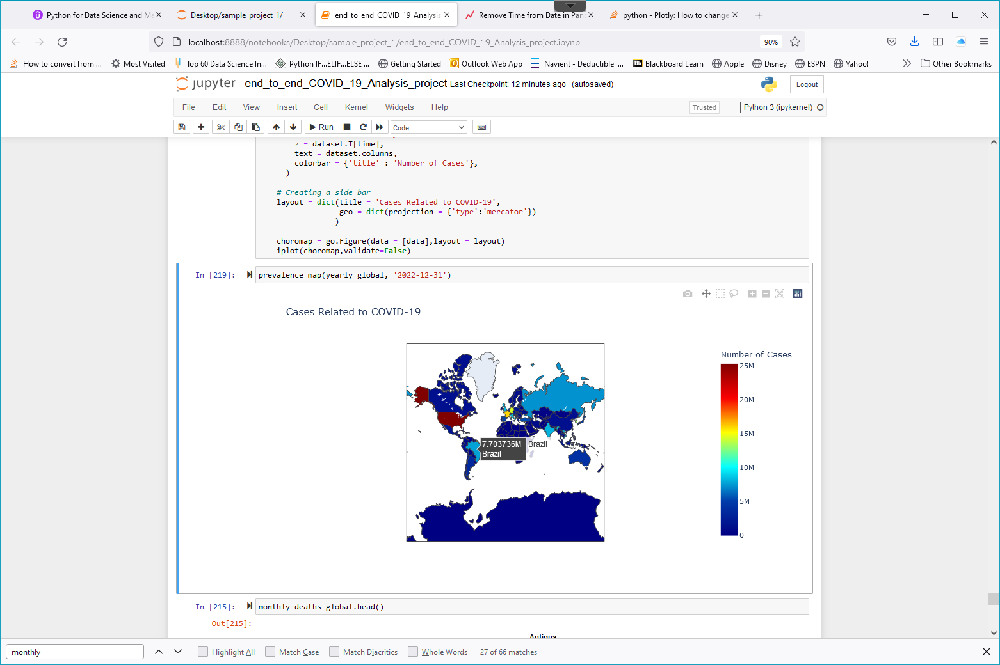 Python for Data Science and Ma
Desktop/sample_project_1/
end_to_end_COVID_19_Analysis_
Remove Time from Date in Pan
python - Plotly: How to change
localhost:8888/notebooks/Desktop/sample_project_1/end_to_end_COVID_19_Analysis_project.ipynb
90%
How to convert from ...
Most Visited
Top 60 Data Science In...
Python IF...ELIF...ELSE ...
Getting Started
Outlook Web App
Navient - Deductible I...
Bb Blackboard Learn
Apple
Disney
ESPN
Yahoo!
Other Bookmarks
jupyter end_to_end_COVID_19_Analysis_project Last Checkpoint: 12 minutes ago (autosaved)
Logout
File Edit View Insert Cell Kernel Widgets Help
Trusted
Python 3 (ipykernel)
Run
Code
z = dataset.T[time],
text = dataset.columns,
colorbar = {'title' : 'Number of Cases'},
)
# Creating a side bar
layout = dict(title = 'Cases Related to COVID-19',
geo = dict(projection = {'type':'mercator'})
)
choromap = go.Figure(data = [data],layout = layout)
iplot(choromap,validate=False)
In [219]: prevalence_map(yearly_global, '2022-12-31')
Cases Related to COVID-19
Number of Cases
25M
20M
15M
10M
5M
0
7.703736M
Brazil
Brazil
In [215]: monthly_deaths_global.head()
Out[215]:
Antigua
monthly
Highlight All
Match Case
Match Diacritics
Whole Words
27 of 66 matches